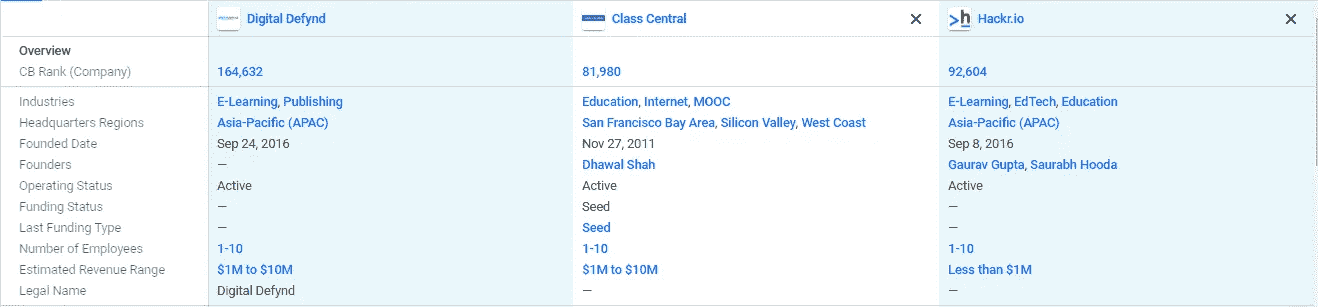 Digital Defynd Class Central ✕ Hackr.io ✕
Overview
CB Rank (Company) 164,632 81,980 92,604
Industries E-Learning, Publishing Education, Internet, MOOC E-Learning, EdTech, Education
Headquarters Regions Asia-Pacific (APAC) San Francisco Bay Area, Silicon Valley, West Coast Asia-Pacific (APAC)
Founded Date Sep 24, 2016 Nov 27, 2011 Sep 8, 2016
Founders — Dhawal Shah Gaurav Gupta, Saurabh Hooda
Operating Status Active Active Active
Funding Status — Seed —
Last Funding Type — Seed —
Number of Employees 1-10 1-10 1-10
Estimated Revenue Range $1M to $10M $1M to $10M Less than $1M
Legal Name Digital Defynd — —